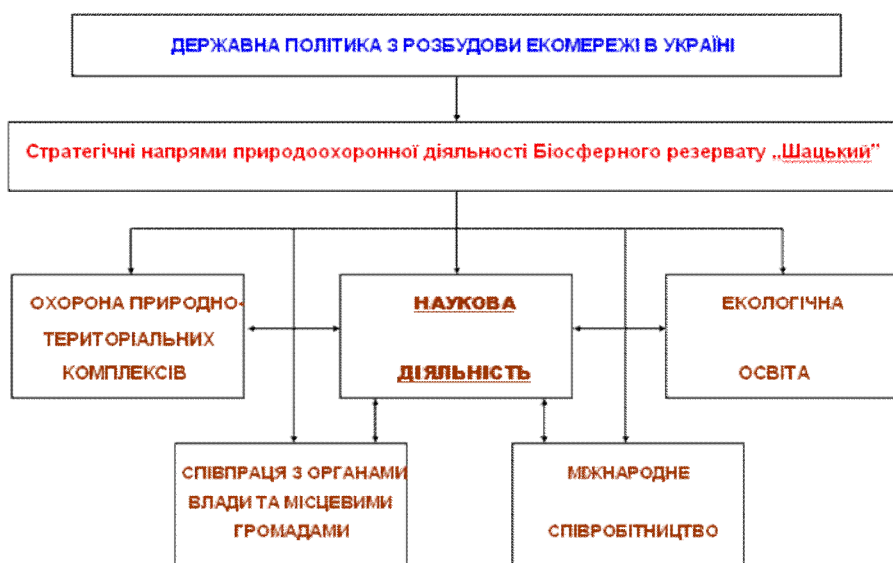 ДЕРЖАВНА ПОЛІТИКА З РОЗБУДОВИ ЕКОМЕРЕЖІ В УКРАЇНІ
Стратегічні напрями природоохоронної діяльності Біосферного резервату „Шацький”
ОХОРОНА ПРИРОДНО-
ТЕРИТОРІАЛЬНИХ
КОМПЛЕКСІВ
НАУКОВА
ДІЯЛЬНІСТЬ
ЕКОЛОГІЧНА
ОСВІТА
СПІВПРАЦЯ З ОРГАНАМИ
ВЛАДИ ТА МІСЦЕВИМИ
ГРОМАДАМИ
МІЖНАРОДНЕ
СПІВРОБІТНИЦТВО